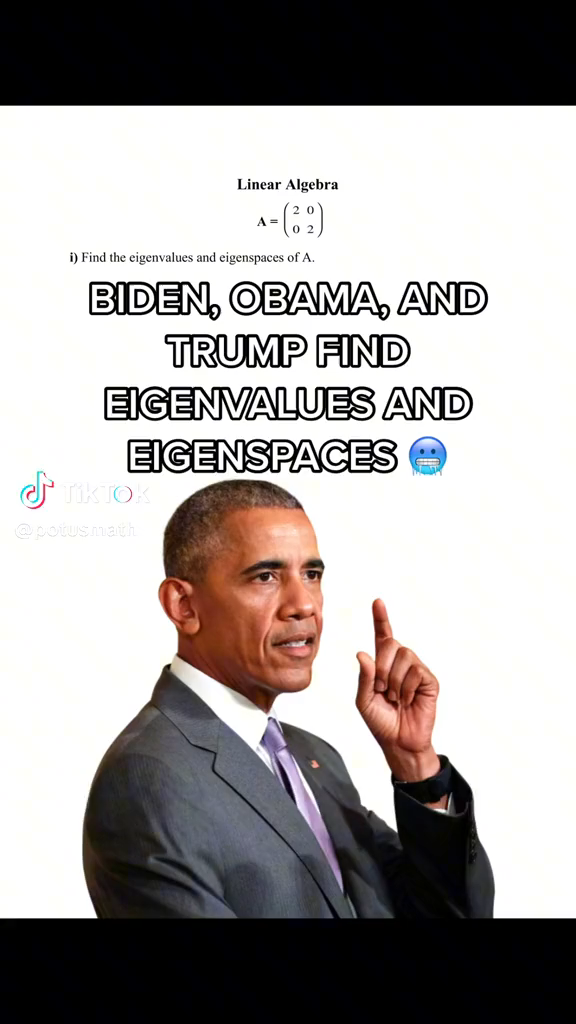 Linear Algebra
A = ( 2 0
0 2 )
i) Find the eigenvalues and eigenspaces of A.
BIDEN, OBAMA, AND
TRUMP FIND
EIGENVALUES AND
EIGENSPACES 🥶
TikTok
@potusmath